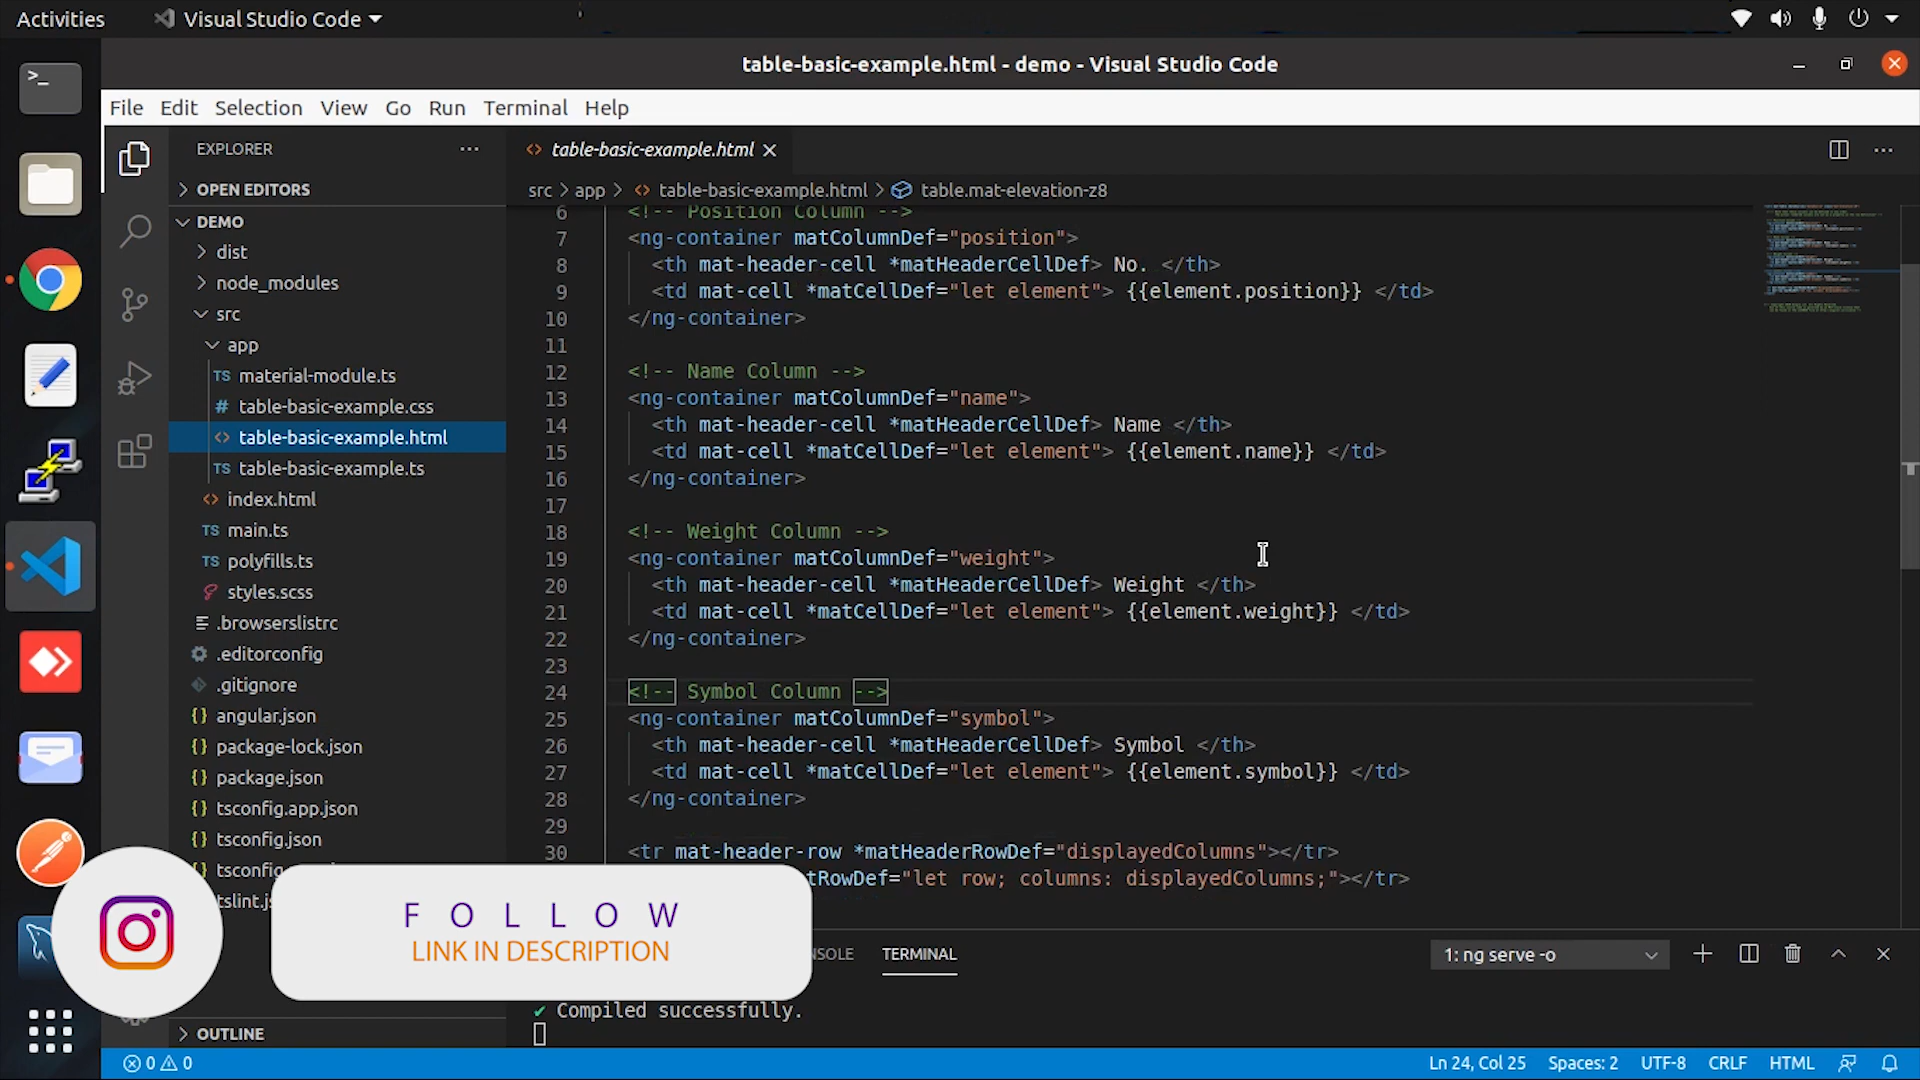 Activities
Visual Studio Code
table-basic-example.html - demo - Visual Studio Code
File Edit Selection View Go Run Terminal Help
EXPLORER
OPEN EDITORS
DEMO
dist
node_modules
src
app
TS material-module.ts
# table-basic-example.css
<> table-basic-example.html
TS table-basic-example.ts
<> index.html
TS main.ts
TS polyfills.ts
styles.scss
.browserslistrc
.editorconfig
.gitignore
{} angular.json
{} package-lock.json
{} package.json
{} tsconfig.app.json
{} tsconfig.json
{} tsconfig.
tslint.js
OUTLINE
<> table-basic-example.html
src > app > <> table-basic-example.html > table.mat-elevation-z8
6 <!-- Position Column -->
7 <ng-container matColumnDef="position">
8 <th mat-header-cell *matHeaderCellDef> No. </th>
9 <td mat-cell *matCellDef="let element"> {{element.position}} </td>
10 </ng-container>
11
12 <!-- Name Column -->
13 <ng-container matColumnDef="name">
14 <th mat-header-cell *matHeaderCellDef> Name </th>
15 <td mat-cell *matCellDef="let element"> {{element.name}} </td>
16 </ng-container>
17
18 <!-- Weight Column -->
19 <ng-container matColumnDef="weight">
20 <th mat-header-cell *matHeaderCellDef> Weight </th>
21 <td mat-cell *matCellDef="let element"> {{element.weight}} </td>
22 </ng-container>
23
24 <!-- Symbol Column -->
25 <ng-container matColumnDef="symbol">
26 <th mat-header-cell *matHeaderCellDef> Symbol </th>
27 <td mat-cell *matCellDef="let element"> {{element.symbol}} </td>
28 </ng-container>
29
30 <tr mat-header-row *matHeaderRowDef="displayedColumns"></tr>
tRowDef="let row; columns: displayedColumns;"></tr>
FOLLOW
LINK IN DESCRIPTION
NSOLE TERMINAL
1: ng serve -o
✔ Compiled successfully.
0 0
Ln 24, Col 25 Spaces: 2 UTF-8 CRLF HTML